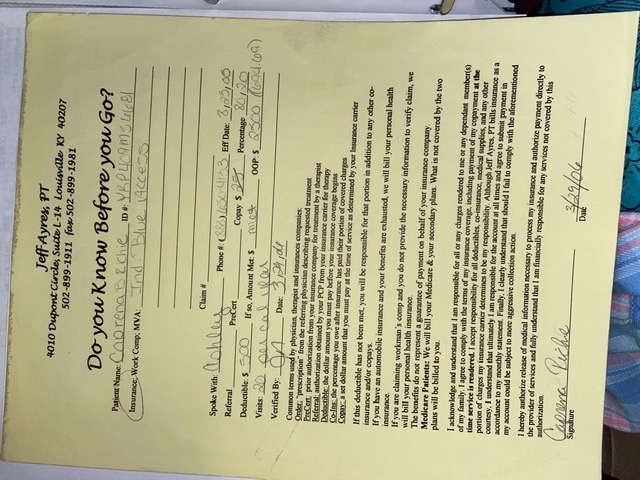 Jeff Ayres, PT
4010 Dupont Circle, Suite L-14 Louisville KY 40207
502-899-1911 fax 502-899-1981
Do you Know Before you Go?
Patient Name: Caprena B Richie ID #:
Insurance; Work Comp; MVA: Ind. Blue Access
Claim #
Spoke With: Ashley Phone #: Eff Date: 8,23,05
Referral PreCert Copay $ 25 Percentage 80/20
Deductible: $ 500 If so, Amount Met: $ met OOP: $ 2500 (694.69)
Visits: 20 per cal year
Verified By: Date: 3,29,06
Common terms used by physician, therapist and insurances companies:
Order: "prescription" from the referring physician describing requested treatment
PreCert: prior authorization from your insurance company for treatment by a therapist
Referral: authorization obtained by your PCP from your insurance carrier for therapy
Deductible: the dollar amount you must pay before your insurance coverage begins
Co-Ins: the percentage you owe after insurance has paid their portion of covered charges
Copay: a set dollar amount that you must pay at the time of service as determined by your Insurance carrier
If this deductible has not been met, you will be responsible for that portion in addition to any other co-
insurance and/or copays.
If you have an automobile insurance and your benefits are exhausted, we will bill your personal health
insurance.
If you are claiming workman's comp and you do not provide the necessary information to verify claim, we
will bill your personal health insurance.
The benefits do not represent a guarantee of payment on behalf of your insurance company.
Medicare Patients: We will bill your Medicare & your secondary plans. What is not covered by the two
plans will be billed to you.
I acknowledge and understand that I am responsible for all or any charges rendered to me or any dependant member(s)
of my family. I agree to comply with the terms of my insurance coverage, including payment of my copayment at the
time service is rendered. I accept responsibility for all deductibles, co-insurance, medical supplies, and any other
portion of charges my insurance carrier determines to be my responsibility. Although Jeff Ayres, PT bills insurance as a
courtesy, I understand that ultimately I am responsible for the account at all times and agree to submit payment in
accordance to my monthly statement. Finally, I clearly understand that should I fail to comply with the aforementioned
my account could be subject to more aggressive collection action.
I hereby authorize release of medical information necessary to process my insurance and authorize payment directly to
the provider of services and fully understand that I am financially responsible for any services not covered by this
authorization.
Caprena Richie 3/29/06
Signature Date